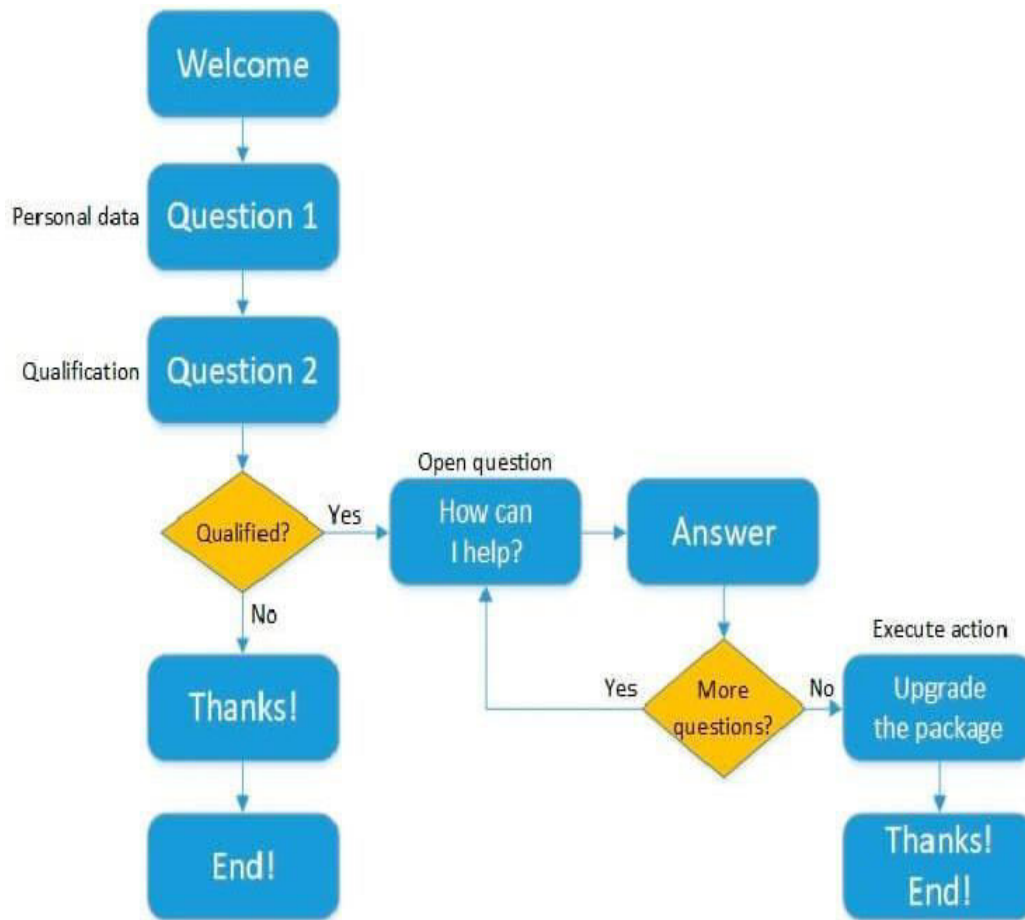 Welcome
Personal data
Question 1
Qualification
Question 2
Qualified?
Yes
No
Open question
How can
I help?
Answer
More
questions?
Yes
No
Execute action
Upgrade
the package
Thanks!
End!
Thanks!
End!